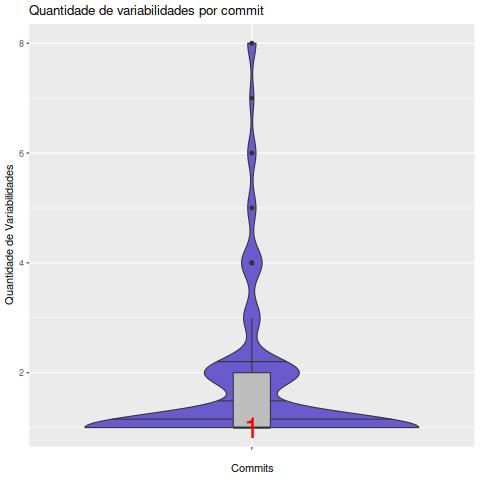 Quantidade de variabilidades por commit
Quantidade de Variabilidades
8
6
4
2
1
Commits